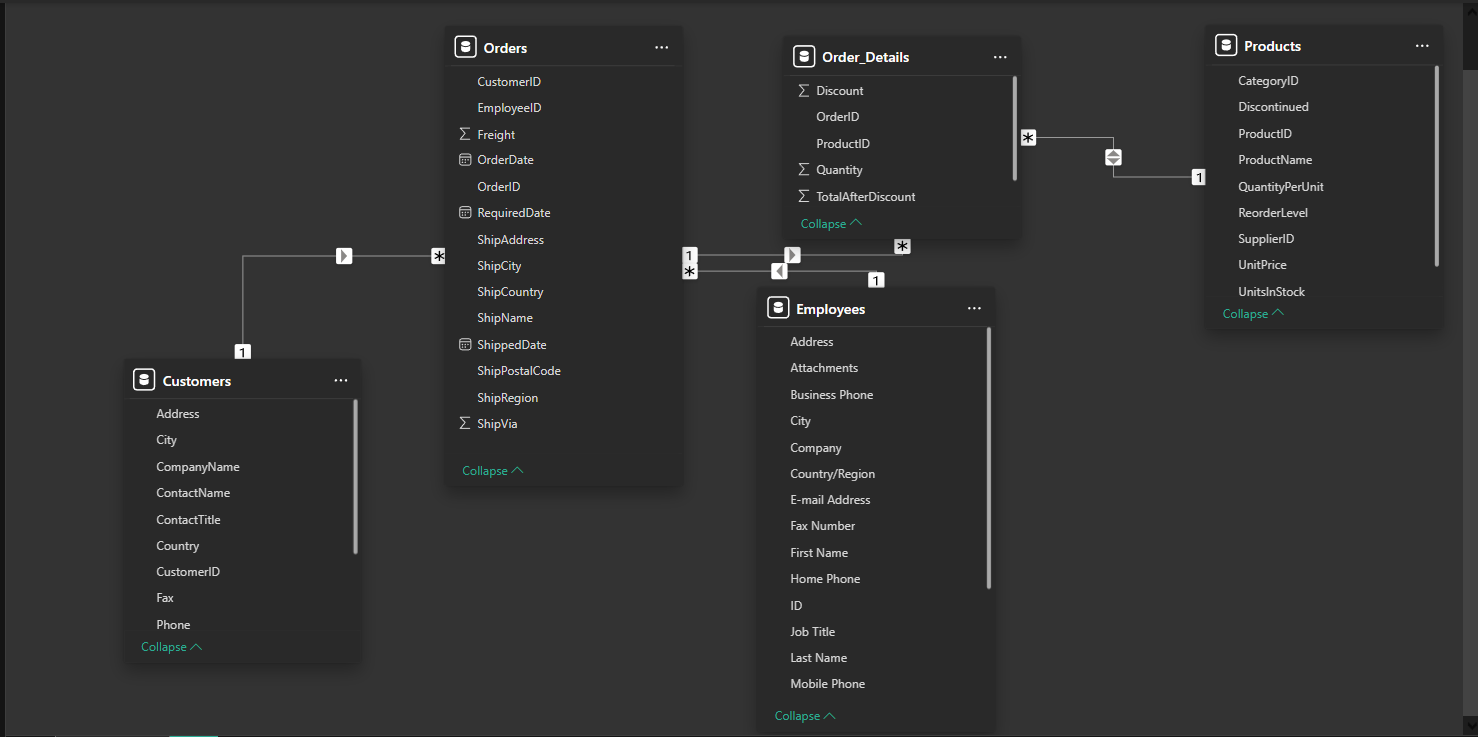 Orders
CustomerID
EmployeeID
Freight
OrderDate
OrderID
RequiredDate
ShipAddress
ShipCity
ShipCountry
ShipName
ShippedDate
ShipPostalCode
ShipRegion
ShipVia
Collapse
Order_Details
Discount
OrderID
ProductID
Quantity
TotalAfterDiscount
Collapse
Products
CategoryID
Discontinued
ProductID
ProductName
QuantityPerUnit
ReorderLevel
SupplierID
UnitPrice
UnitsInStock
Collapse
*
1
*
1
*
1
*
1
Customers
Address
City
CompanyName
ContactName
ContactTitle
Country
CustomerID
Fax
Phone
Collapse
Employees
Address
Attachments
Business Phone
City
Company
Country/Region
E-mail Address
Fax Number
First Name
Home Phone
ID
Job Title
Last Name
Mobile Phone
Collapse